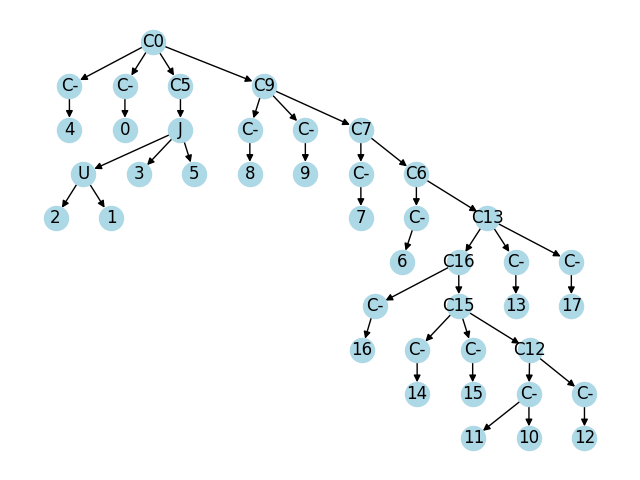 C0
C- C- C5 C9
4 0 J C- C- C7
U 3 5 8 9 C- C6
2 1 7 C- C13
6 C16 C- C-
C- C15 13 17
16 C- C- C12
14 15 C- C-
11 10 12